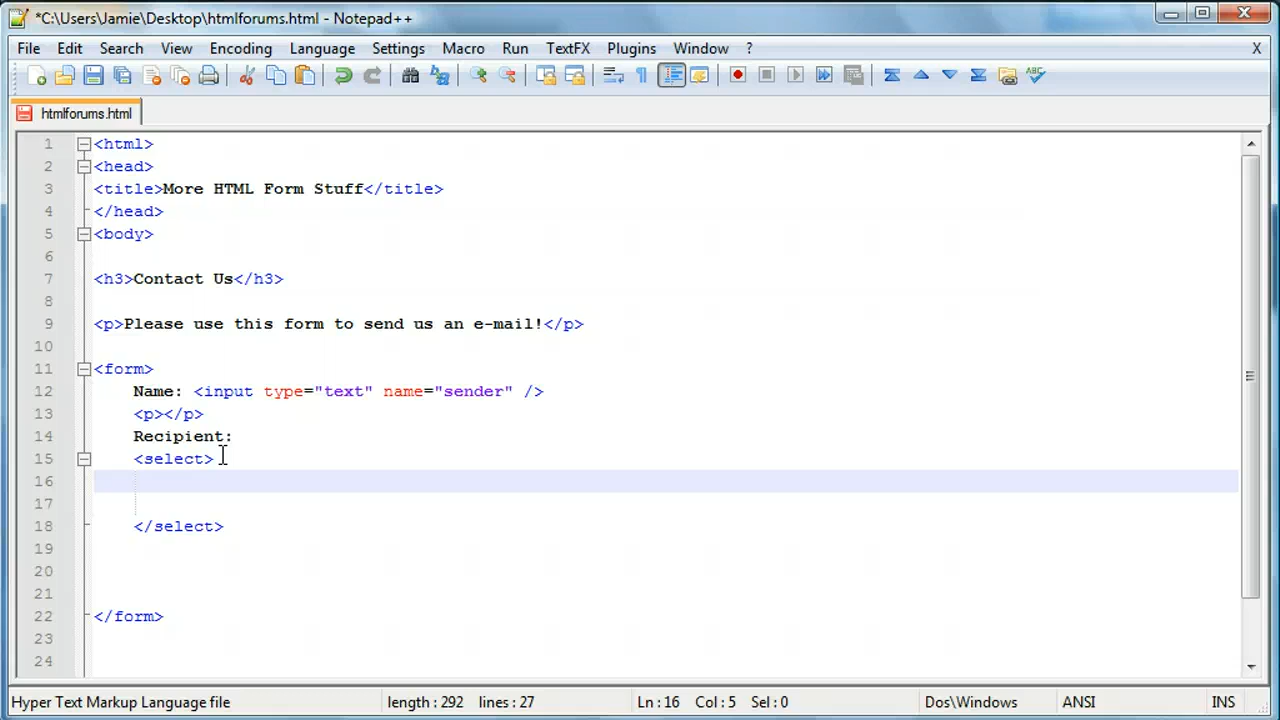 *C:\Users\Jamie\Desktop\htmlforums.html - Notepad++
File Edit Search View Encoding Language Settings Macro Run TextFX Plugins Window ? X
htmlforums.html
1 <html>
2 <head>
3 <title>More HTML Form Stuff</title>
4 </head>
5 <body>
6
7 <h3>Contact Us</h3>
8
9 <p>Please use this form to send us an e-mail!</p>
10
11 <form>
12 Name: <input type="text" name="sender" />
13 <p></p>
14 Recipient:
15 <select>
16
17
18 </select>
19
20
21
22 </form>
23
24
Hyper Text Markup Language file length : 292 lines : 27 Ln : 16 Col : 5 Sel : 0 Dos\Windows ANSI INS